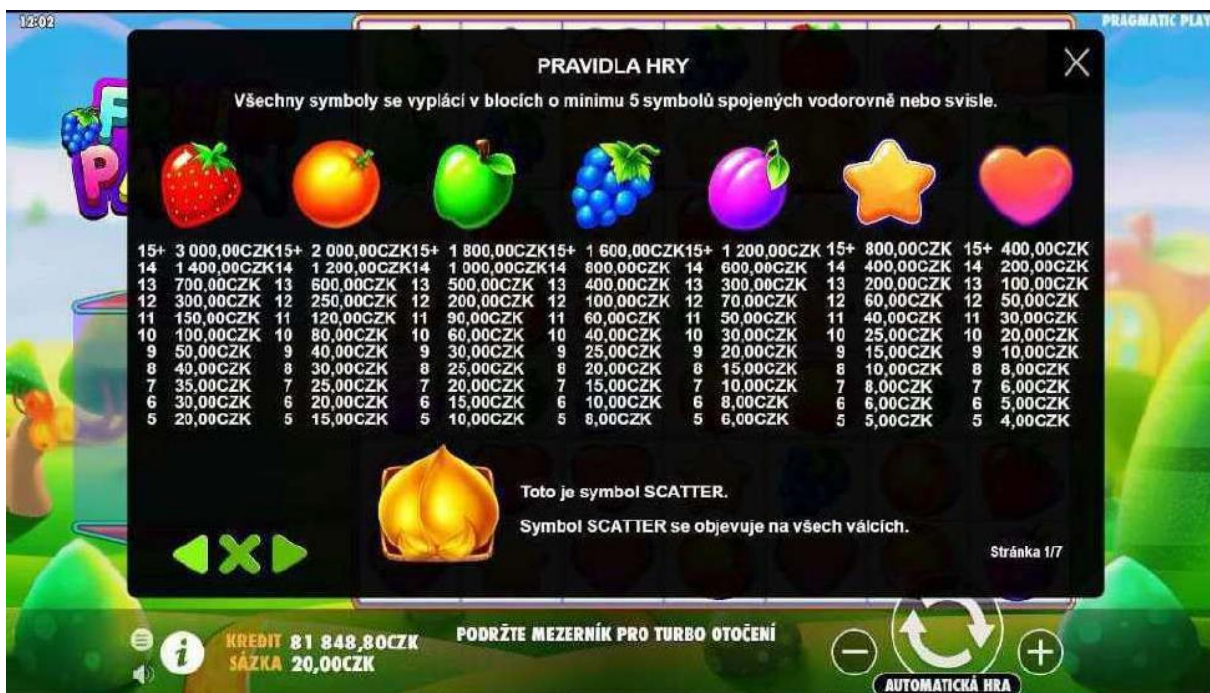 12:02
PRAGMATIC PLAY
PRAVIDLA HRY
Všechny symboly se vyplácí v blocích o minimu 5 symbolů spojených vodorovně nebo svisle.
15+ 3 000,00CZK 15+ 2 000,00CZK 15+ 1 800,00CZK 15+ 1 600,00CZK 15+ 1 200,00CZK 15+ 800,00CZK 15+ 400,00CZK
14 1 400,00CZK 14 1 200,00CZK 14 1 000,00CZK 14 800,00CZK 14 600,00CZK 14 400,00CZK 14 200,00CZK
13 700,00CZK 13 600,00CZK 13 500,00CZK 13 400,00CZK 13 300,00CZK 13 200,00CZK 13 100,00CZK
12 300,00CZK 12 250,00CZK 12 200,00CZK 12 100,00CZK 12 70,00CZK 12 60,00CZK 12 50,00CZK
11 150,00CZK 11 120,00CZK 11 90,00CZK 11 60,00CZK 11 50,00CZK 11 40,00CZK 11 30,00CZK
10 100,00CZK 10 80,00CZK 10 60,00CZK 10 40,00CZK 10 30,00CZK 10 25,00CZK 10 20,00CZK
9 50,00CZK 9 40,00CZK 9 30,00CZK 9 25,00CZK 9 20,00CZK 9 15,00CZK 9 10,00CZK
8 40,00CZK 8 30,00CZK 8 25,00CZK 8 20,00CZK 8 15,00CZK 8 10,00CZK 8 8,00CZK
7 35,00CZK 7 25,00CZK 7 20,00CZK 7 15,00CZK 7 10,00CZK 7 8,00CZK 7 6,00CZK
6 30,00CZK 6 20,00CZK 6 15,00CZK 6 10,00CZK 6 8,00CZK 6 6,00CZK 6 5,00CZK
5 20,00CZK 5 15,00CZK 5 10,00CZK 5 8,00CZK 5 6,00CZK 5 5,00CZK 5 4,00CZK
Toto je symbol SCATTER.
Symbol SCATTER se objevuje na všech válcích.
Stránka 1/7
KREDIT 81 848,80CZK
SÁZKA 20,00CZK
PODRŽTE MEZERNÍK PRO TURBO OTOČENÍ
AUTOMATICKÁ HRA